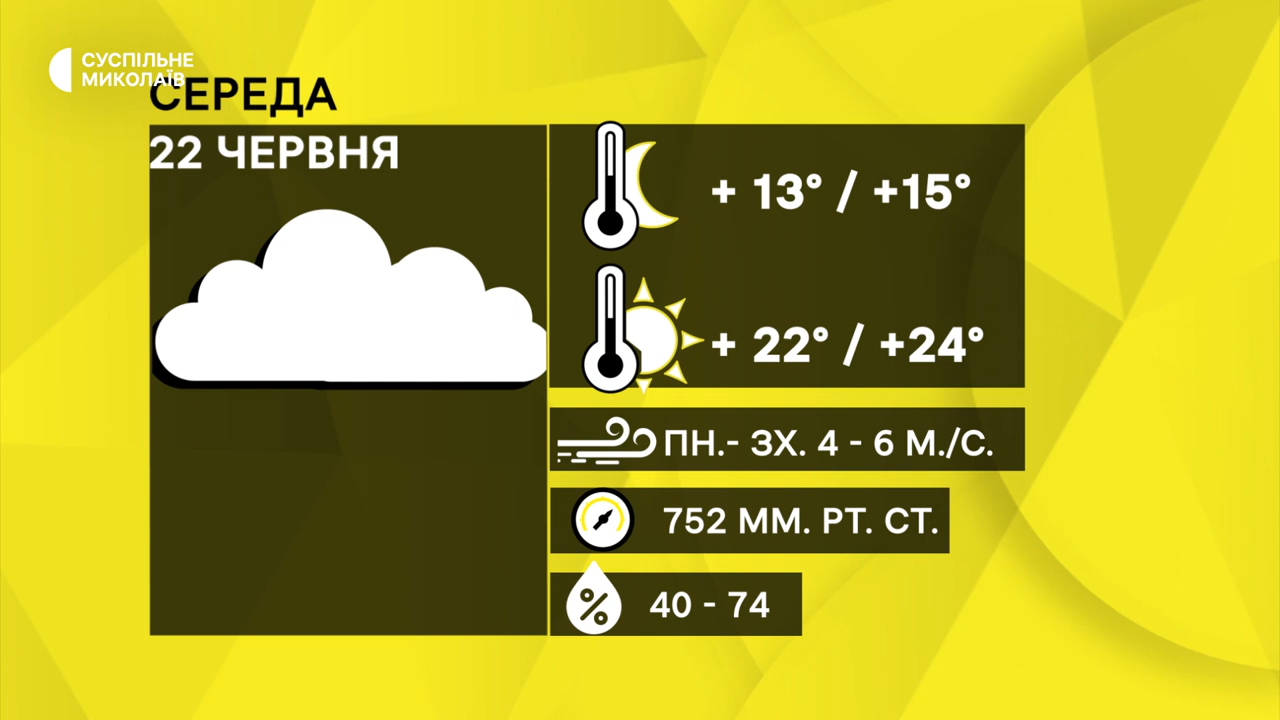 СУСПІЛЬНЕ
МИКОЛАЇВ
СЕРЕДА
22 ЧЕРВНЯ
+ 13° / +15°
+ 22° / +24°
ПН.- ЗХ. 4 - 6 М./С.
752 ММ. РТ. СТ.
% 40 - 74